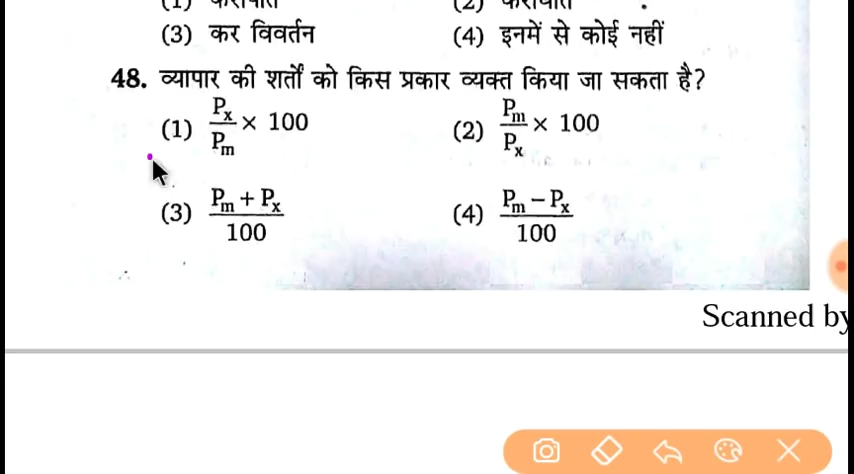 (3) कर विवर्तन (4) इनमें से कोई नहीं
48. व्यापार की शर्तों को किस प्रकार व्यक्त किया जा सकता है?
(1) Px/Pm × 100 (2) Pm/Px × 100
(3) Pm + Px/100 (4) Pm − Px/100
Scanned by